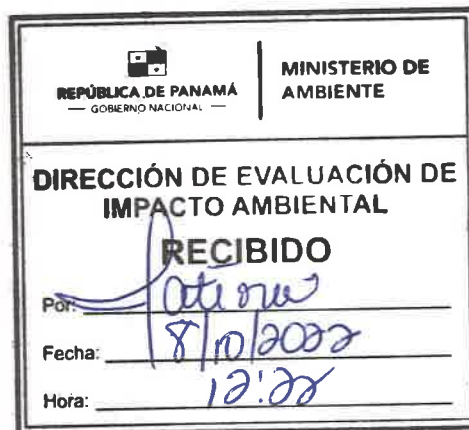 REPÚBLICA DE PANAMÁ
— GOBIERNO NACIONAL —
MINISTERIO DE
AMBIENTE
DIRECCIÓN DE EVALUACIÓN DE
IMPACTO AMBIENTAL
RECIBIDO
Por:
Fecha: 8/10/2022
Hora: 12:22